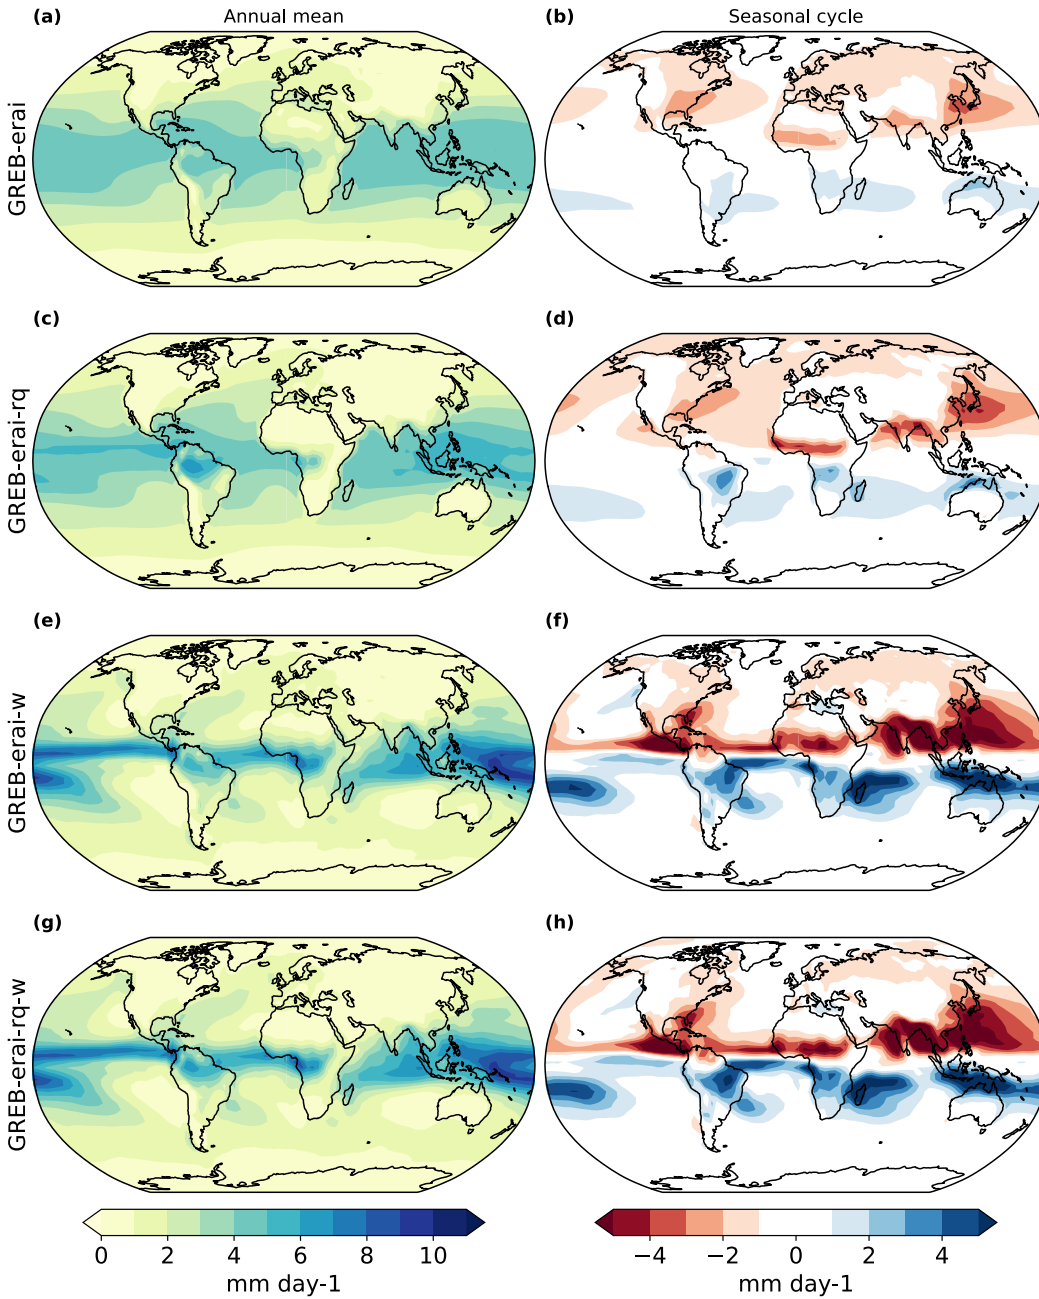 (a) Annual mean (b) Seasonal cycle
GREB-erai
(c) (d)
GREB-erai-rq
(e) (f)
GREB-erai-w
(g) (h)
GREB-erai-rq-w
0 2 4 6 8 10 −4 −2 0 2 4
mm day-1 mm day-1